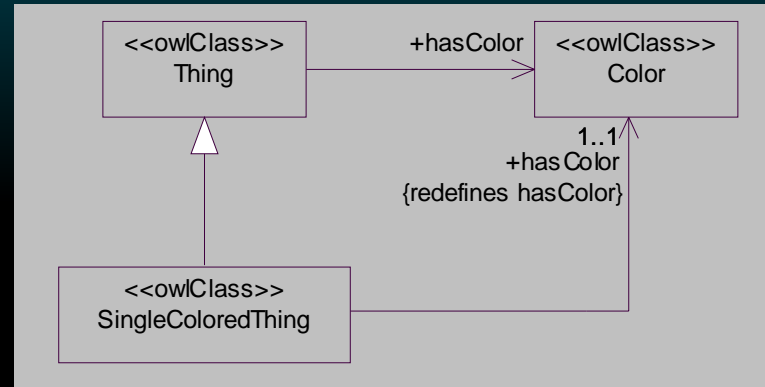 <<owlClass>>
Thing
+hasColor
<<owlClass>>
Color
1..1
+hasColor
{redefines hasColor}
<<owlClass>>
SingleColoredThing